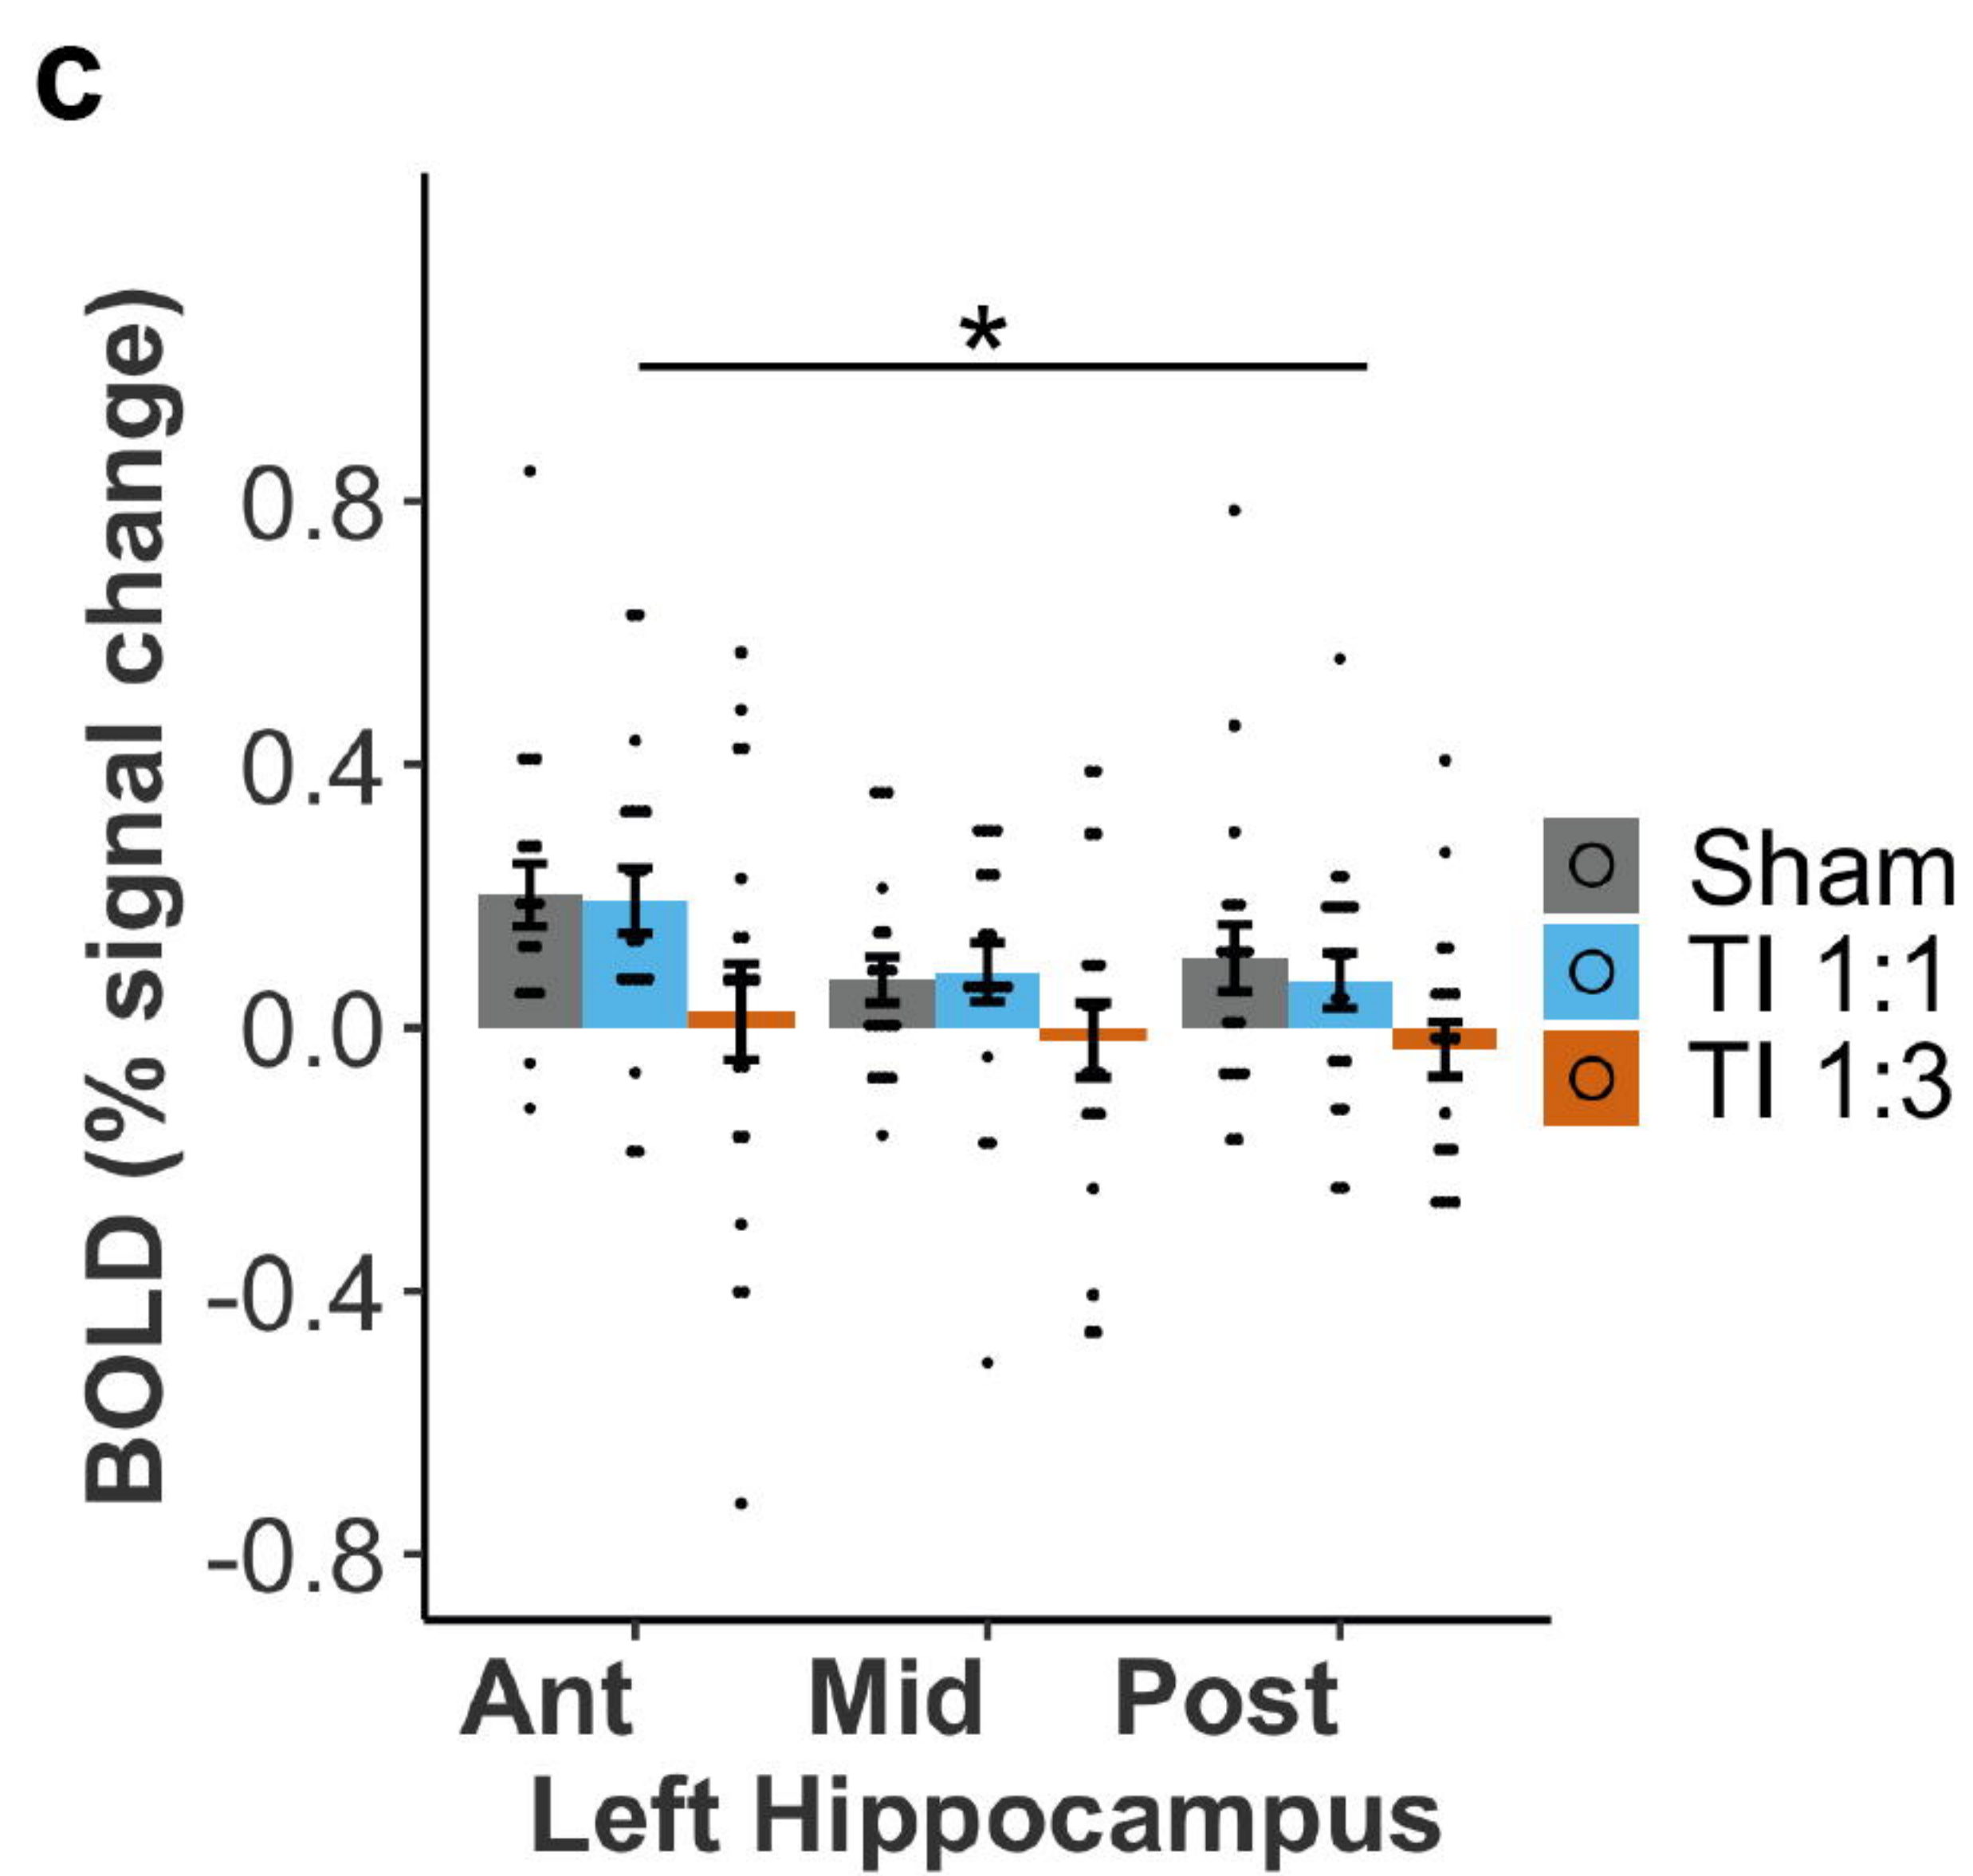 C
*
BOLD (% signal change)
0.8
0.4
0.0
-0.4
-0.8
Ant Mid Post
Left Hippocampus
Sham
TI 1:1
TI 1:3